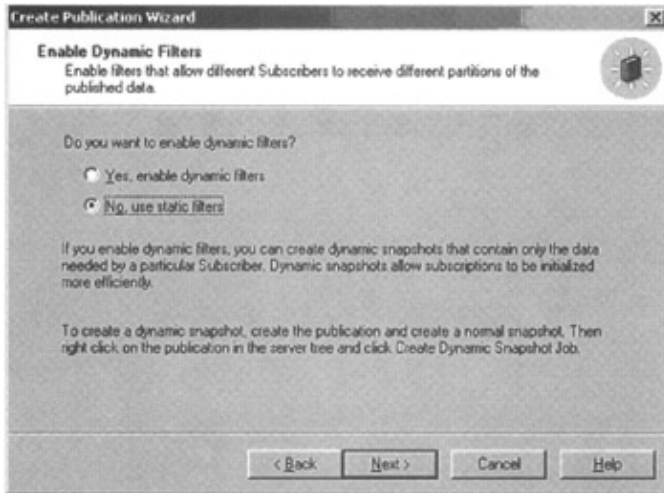 Create Publication Wizard
Enable Dynamic Filters
Enable filters that allow different Subscribers to receive different partitions of the
published data.
Do you want to enable dynamic filters?
Yes, enable dynamic filters
No, use static filters
If you enable dynamic filters, you can create dynamic snapshots that contain only the data
needed by a particular Subscriber. Dynamic snapshots allow subscriptions to be initialized
more efficiently.
To create a dynamic snapshot, create the publication and create a normal snapshot. Then
right click on the publication in the server tree and click Create Dynamic Snapshot Job.
< Back Next > Cancel Help